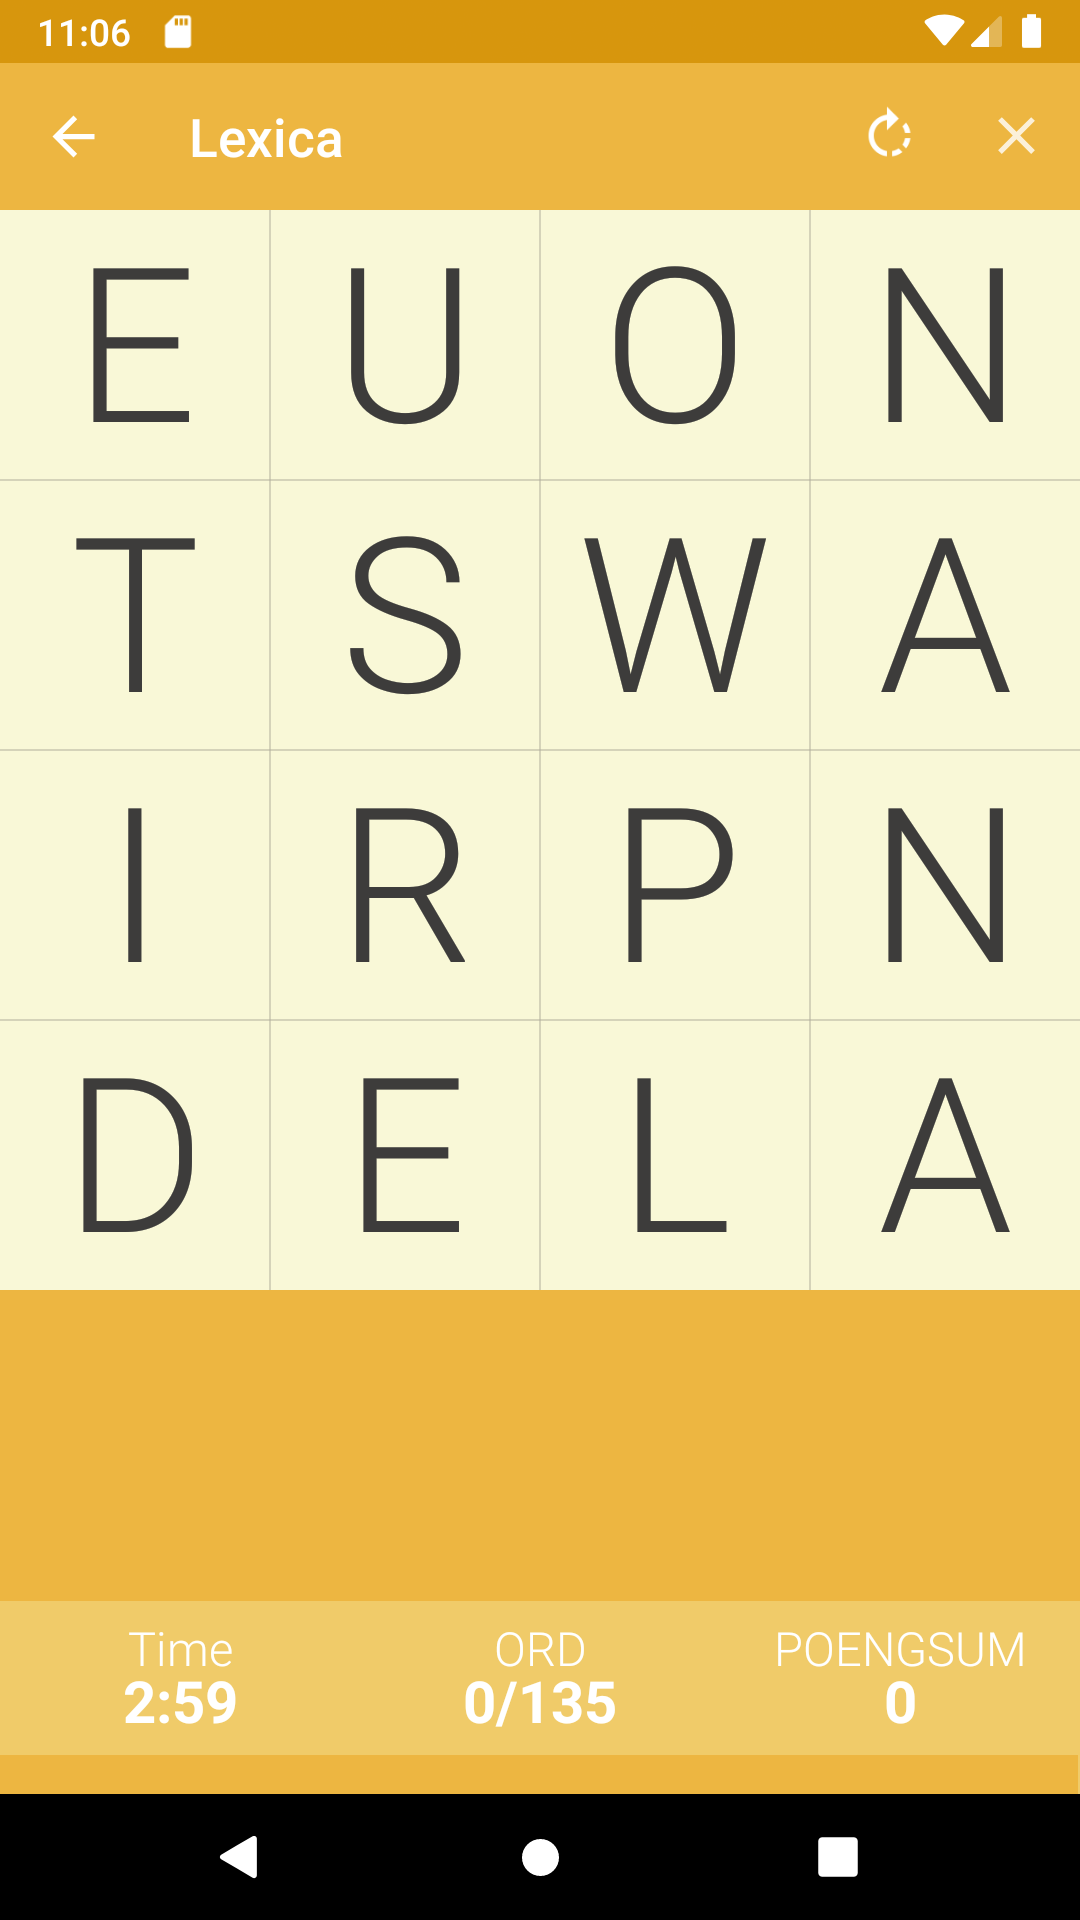 11:06
Lexica
E U O N
T S W A
I R P N
D E L A
Time ORD POENGSUM
2:59 0/135 0